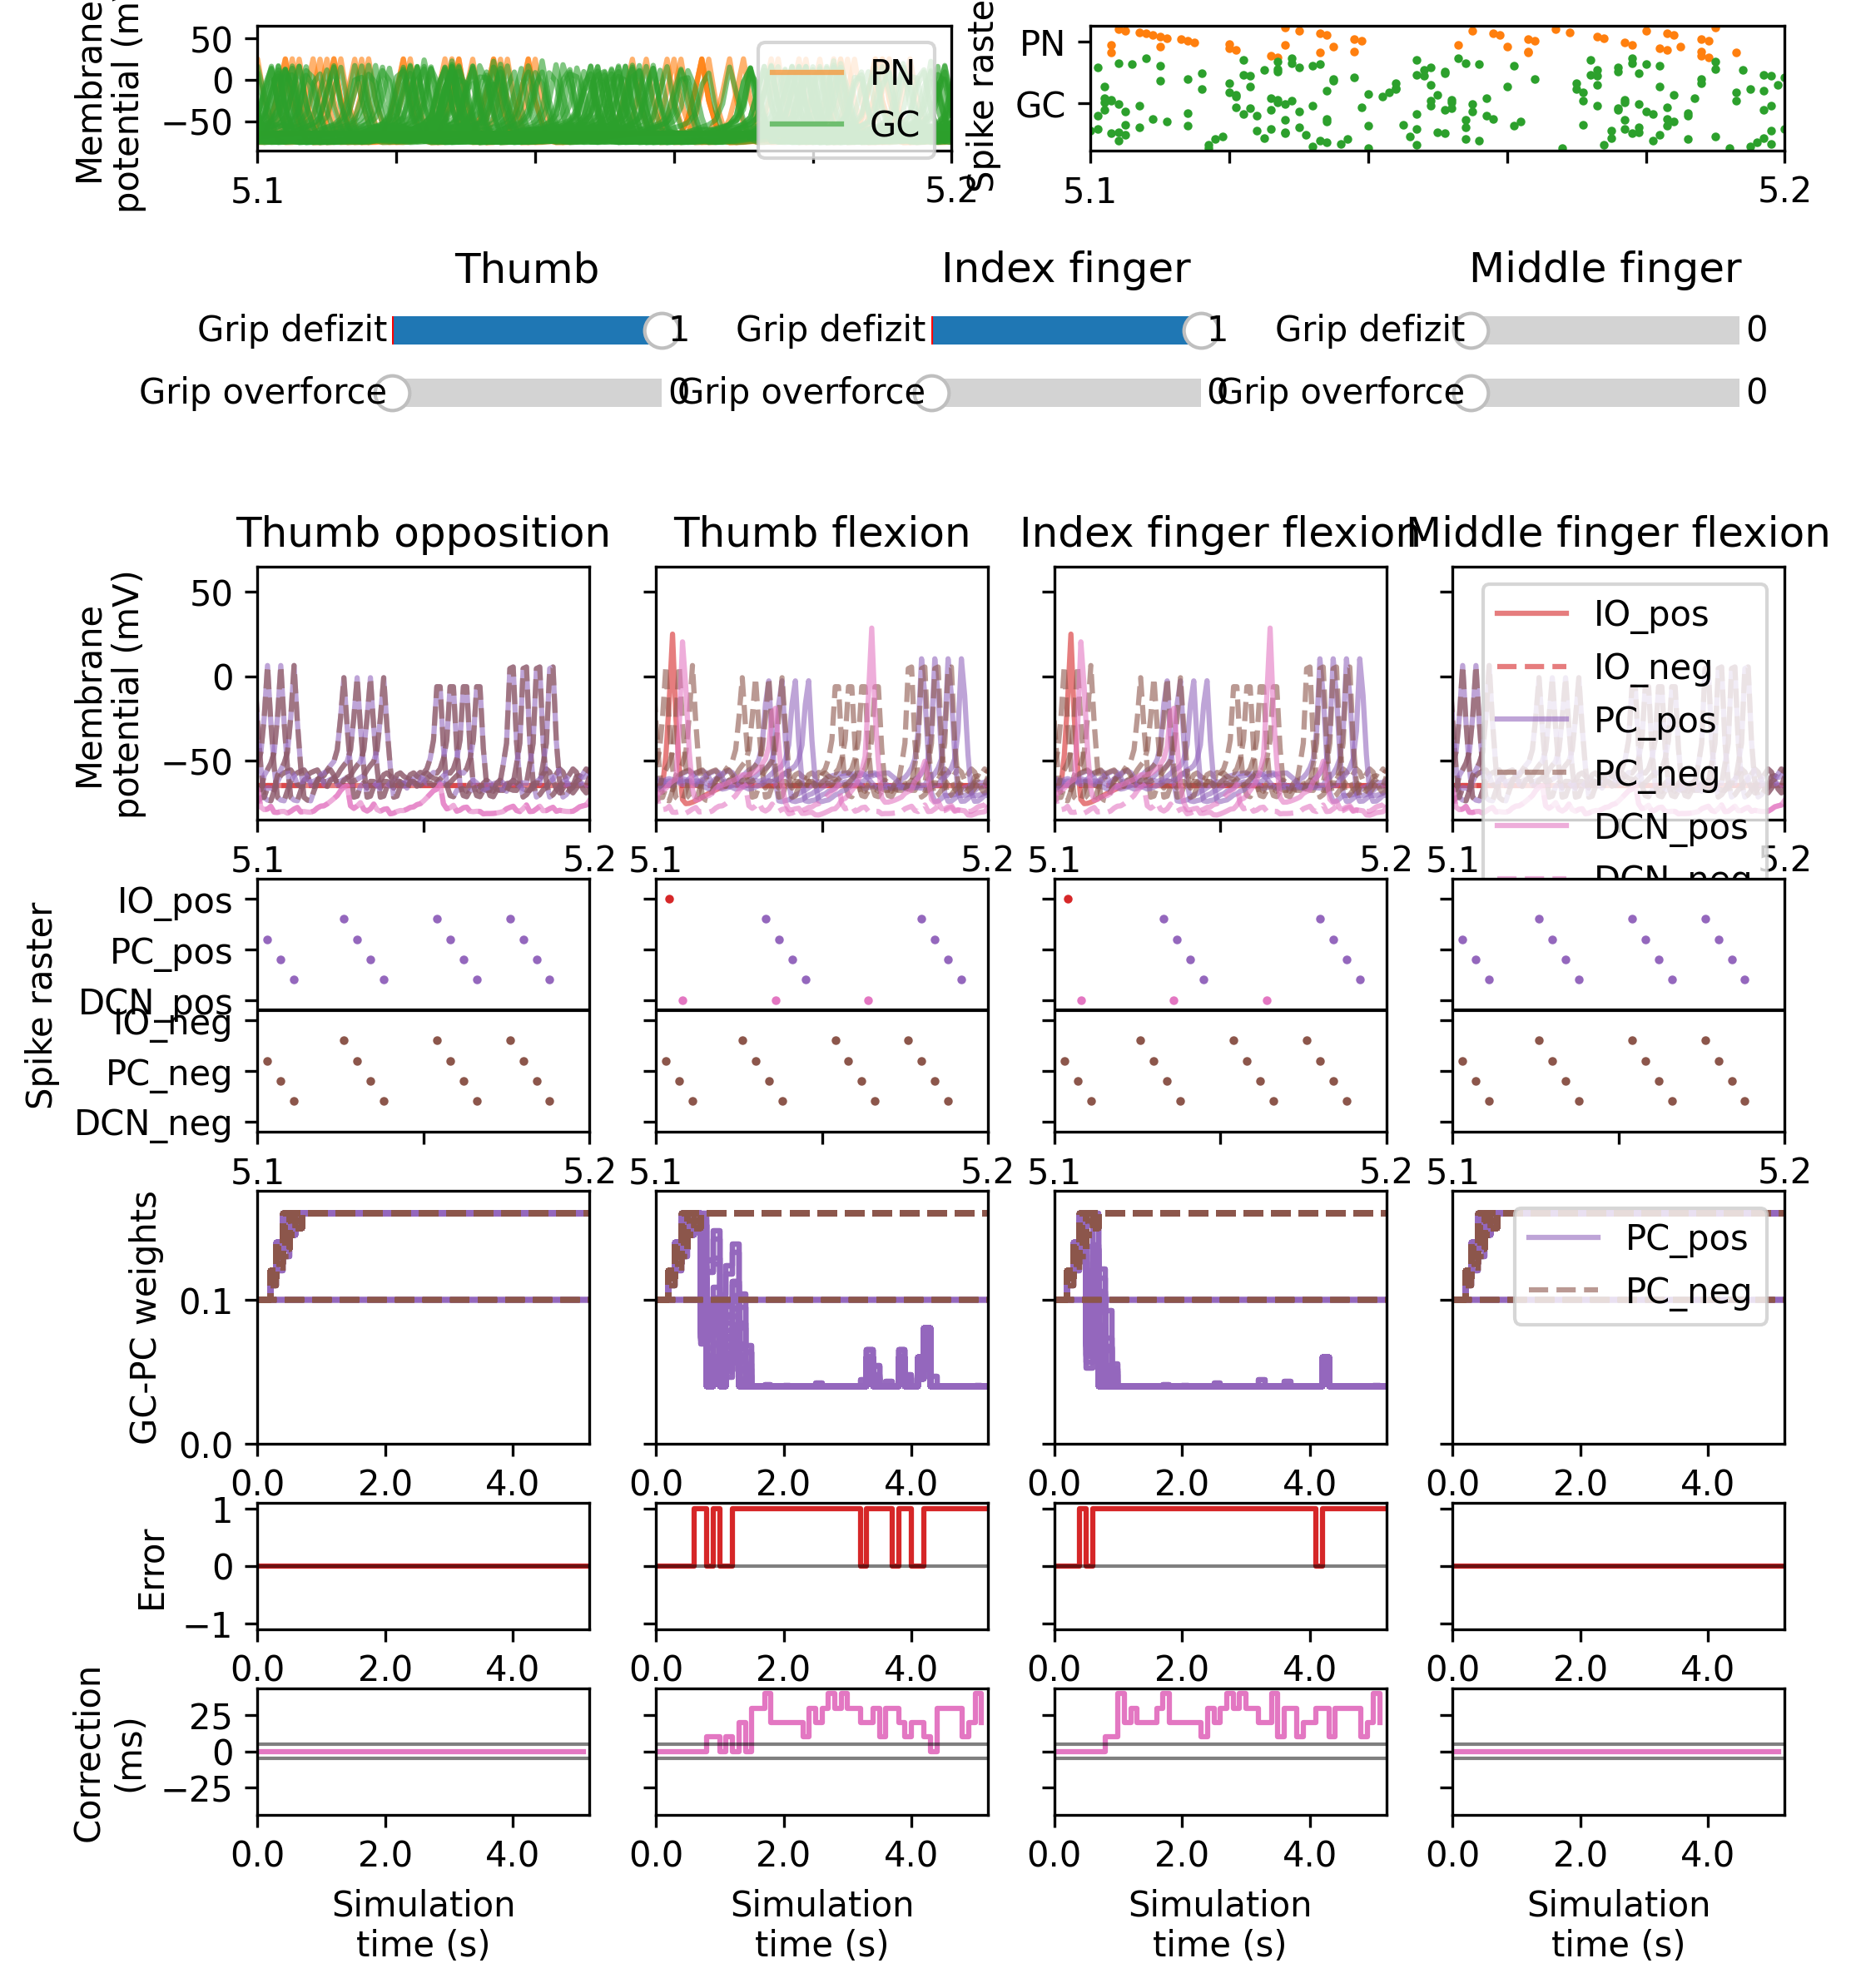 Membrane
potential (m
50
0
−50
PN
GC
5.1
5.2
Spike raste
PN
GC
5.1
5.2
Thumb
Index finger
Middle finger
Grip defizit
1
Grip defizit
1
Grip defizit
0
Grip overforce
0
Grip overforce
0
Grip overforce
0
Thumb opposition
Thumb flexion
Index finger flexion
Middle finger flexion
Membrane
potential (mV)
50
0
−50
IO_pos
IO_neg
PC_pos
PC_neg
DCN_pos
DCN_neg
5.1
5.2
5.1
5.2
5.1
5.2
5.1
5.2
Spike raster
IO_pos
PC_pos
DCN_pos
IO_neg
PC_neg
DCN_neg
5.1
5.2
5.1
5.2
5.1
5.2
5.1
5.2
GC-PC weights
0.1
0.0
PC_pos
PC_neg
0.0
2.0
4.0
0.0
2.0
4.0
0.0
2.0
4.0
0.0
2.0
4.0
Error
1
0
−1
0.0
2.0
4.0
0.0
2.0
4.0
0.0
2.0
4.0
0.0
2.0
4.0
Correction
(ms)
25
0
−25
0.0
2.0
4.0
0.0
2.0
4.0
0.0
2.0
4.0
0.0
2.0
4.0
Simulation
time (s)
Simulation
time (s)
Simulation
time (s)
Simulation
time (s)